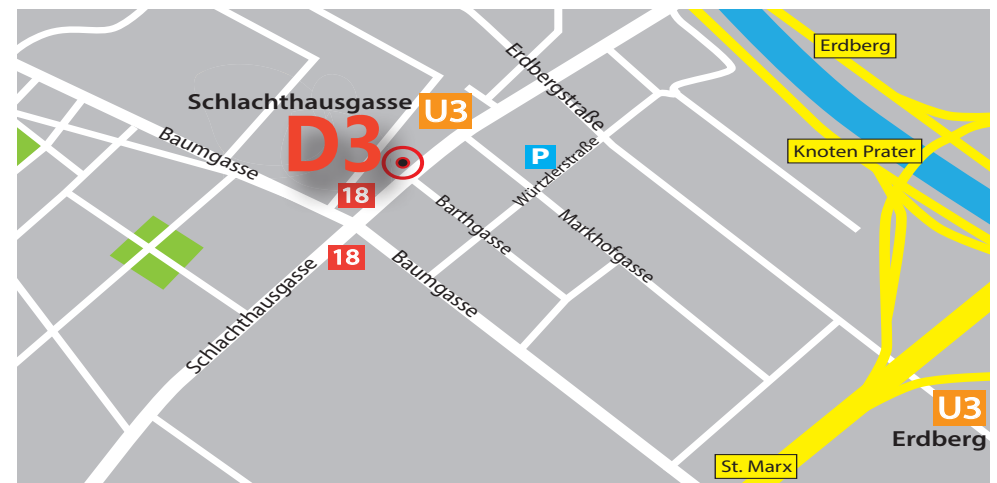 Erdberg
Erdbergstraße
Schlachthausgasse U3
D3
Baumgasse
P
Knoten Prater
Würtzlerstraße
18
Barthgasse
Markhofgasse
18
Baumgasse
Schlachthausgasse
U3
Erdberg
St. Marx